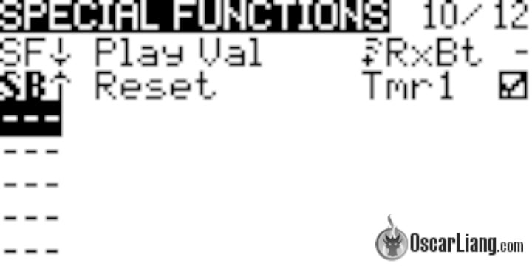 SPECIAL FUNCTIONS 10/12
SF↓ Play Val RxBt -
SB↑ Reset Tmr1 ☑
---
---
---
---
---
OscarLiang.com